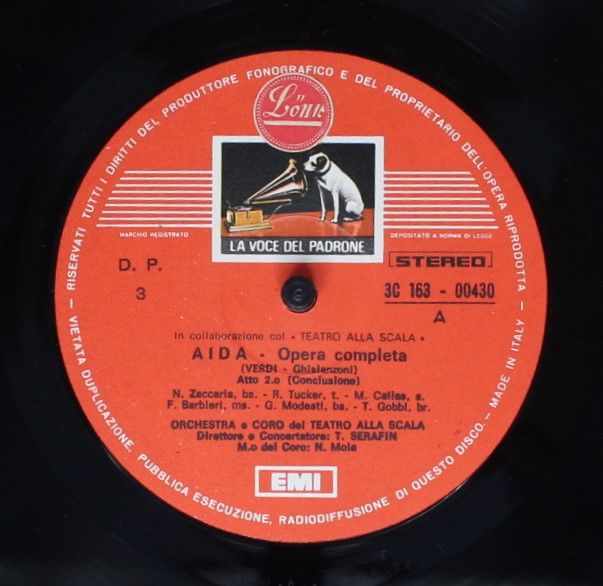 RISERVATI TUTTI I DIRITTI DEL PRODUTTORE FONOGRAFICO E DEL PROPRIETARIO DELL'OPERA RIPRODOTTA — MADE IN ITALY —
VIETATA DUPLICAZIONE, PUBBLICA ESECUZIONE, RADIODIFFUSIONE DI QUESTO DISCO.
LA VOCE DEL PADRONE
MARCHIO REGISTRATO
DEPOSITATO A NORMA DI LEGGE
D. P.
STEREO
3
3C 163 - 00430
A
In collaborazione col • TEATRO ALLA SCALA •
AIDA - Opera completa
(VERDI - Ghislanzoni)
Atto 2.o (Conclusione)
N. Zaccaria, bs. - R. Tucker, t. - M. Callas, s.
F. Barbieri, ms. - G. Modesti, bs. - T. Gobbi, br.
ORCHESTRA e CORO del TEATRO ALLA SCALA
Direttore e Concertatore: T. SERAFIN
M.o del Coro: N. Mola
EMI